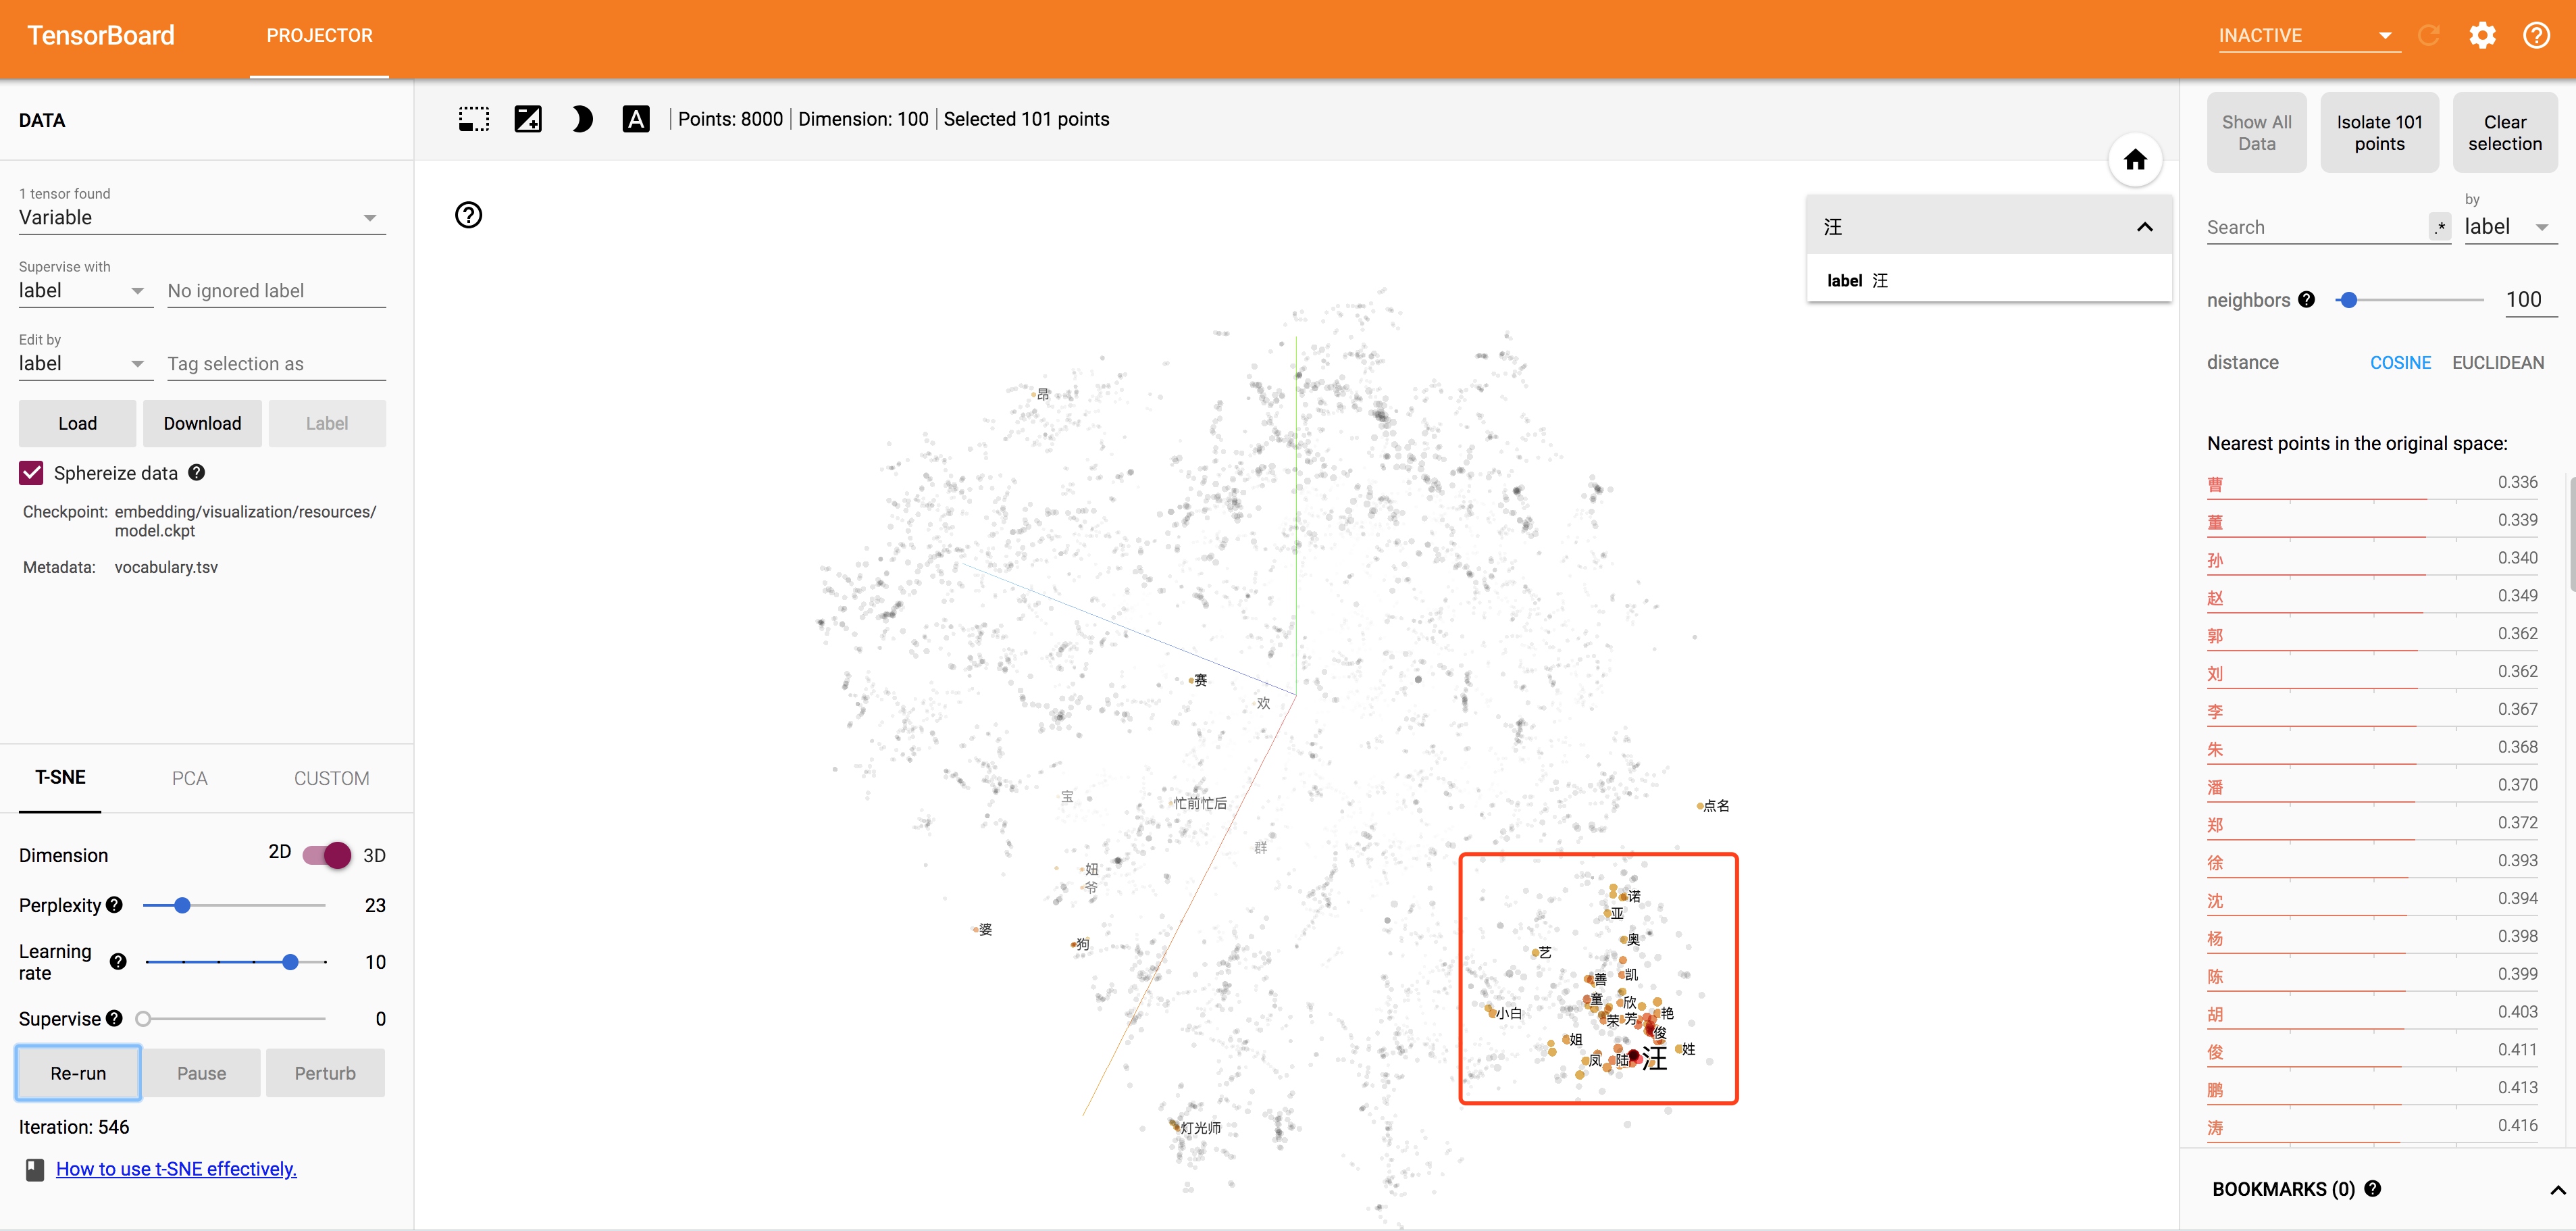 TensorBoard PROJECTOR INACTIVE
DATA
1 tensor found
Variable
Supervise with
label No ignored label
Edit by
label Tag selection as
Load Download Label
Sphereize data
Checkpoint: embedding/visualization/resources/
model.ckpt
Metadata: vocabulary.tsv
T-SNE PCA CUSTOM
Dimension 2D 3D
Perplexity 23
Learning
rate 10
Supervise 0
Re-run Pause Perturb
Iteration: 546
How to use t-SNE effectively.
A Points: 8000 Dimension: 100 Selected 101 points
汪
label 汪
昂
赛
欢
宝
忙前忙后
点名
群
妞
爷
婆
狗
诺
亚
奥
艺
善
凯
童
欣
小白
荣
芳
艳
俊
姐
姓
凤
陆
汪
灯光师
Show All
Data
Isolate 101
points
Clear
selection
by
Search .* label
neighbors 100
distance COSINE EUCLIDEAN
Nearest points in the original space:
曹 0.336
董 0.339
孙 0.340
赵 0.349
郭 0.362
刘 0.362
李 0.367
朱 0.368
潘 0.370
郑 0.372
徐 0.393
沈 0.394
杨 0.398
陈 0.399
胡 0.403
俊 0.411
鹏 0.413
涛 0.416
BOOKMARKS (0)